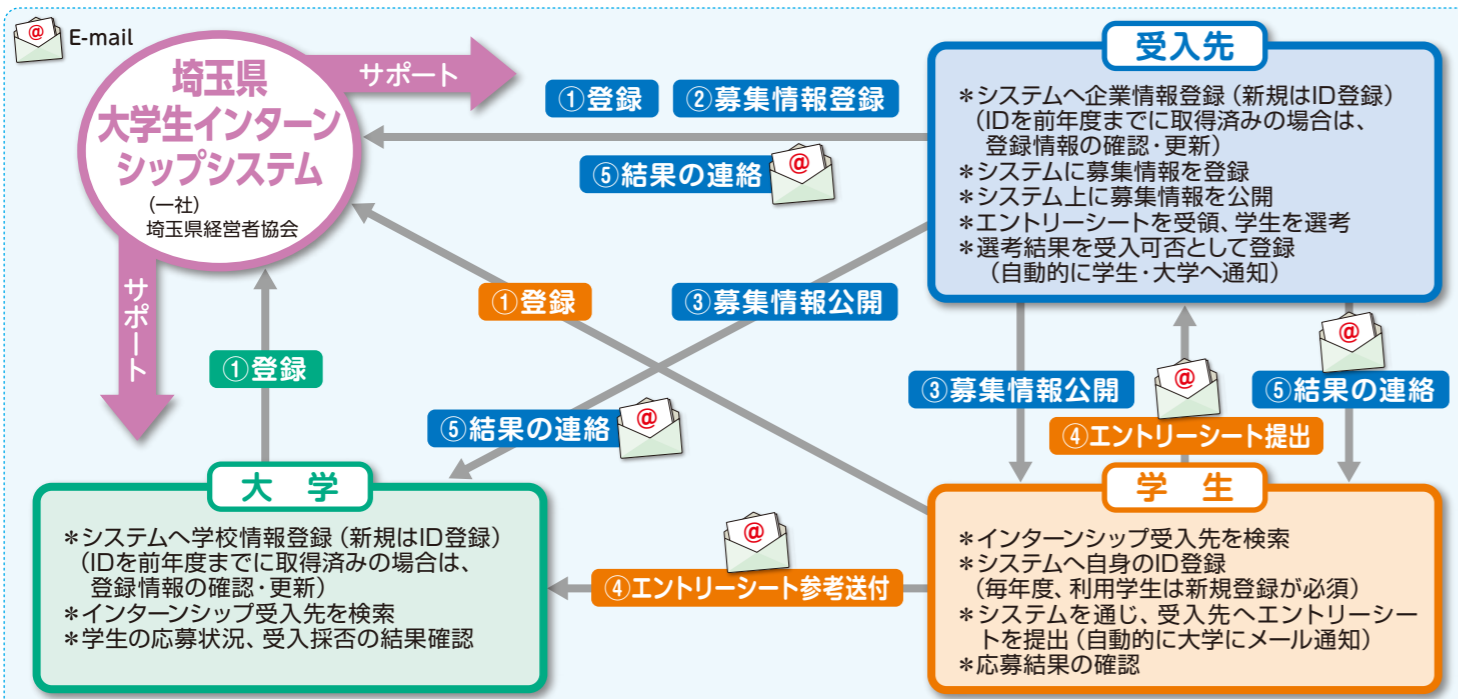 E-mail
埼玉県
大学生インターン
シップシステム
(一社)
埼玉県経営者協会
サポート
サポート
①登録
②募集情報登録
⑤結果の連絡
受入先
*システムへ企業情報登録(新規はID登録)
(IDを前年度までに取得済みの場合は、
登録情報の確認・更新)
*システムに募集情報を登録
*システム上に募集情報を公開
*エントリーシートを受領、学生を選考
*選考結果を受入可否として登録
(自動的に学生・大学へ通知)
①登録
③募集情報公開
①登録
⑤結果の連絡
③募集情報公開
④エントリーシート提出
⑤結果の連絡
大学
*システムへ学校情報登録(新規はID登録)
(IDを前年度までに取得済みの場合は、
登録情報の確認・更新)
*インターンシップ受入先を検索
*学生の応募状況、受入採否の結果確認
④エントリーシート参考送付
学生
*インターンシップ受入先を検索
*システムへ自身のID登録
(毎年度、利用学生は新規登録が必須)
*システムを通じ、受入先へエントリーシー
トを提出(自動的に大学にメール通知)
*応募結果の確認